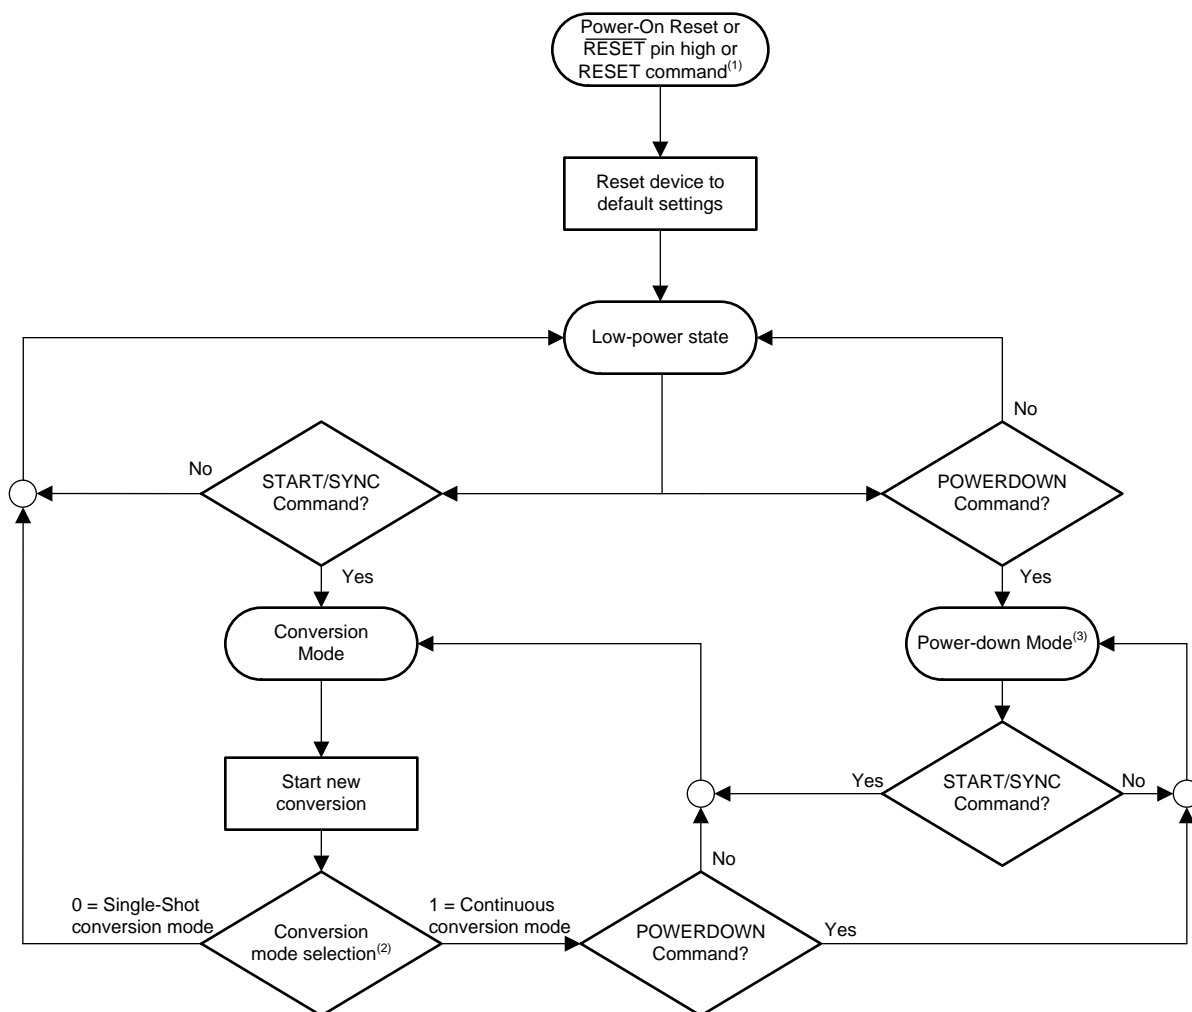 Power-On Reset or
RESET pin high or
RESET command(1)
Reset device to
default settings
Low-power state
No
No
START/SYNC
Command?
POWERDOWN
Command?
Yes
Yes
Conversion
Mode
Power-down Mode(3)
Start new
conversion
Yes
START/SYNC
Command?
No
No
0 = Single-Shot
conversion mode
Conversion
mode selection(2)
1 = Continuous
conversion mode
POWERDOWN
Command?
Yes